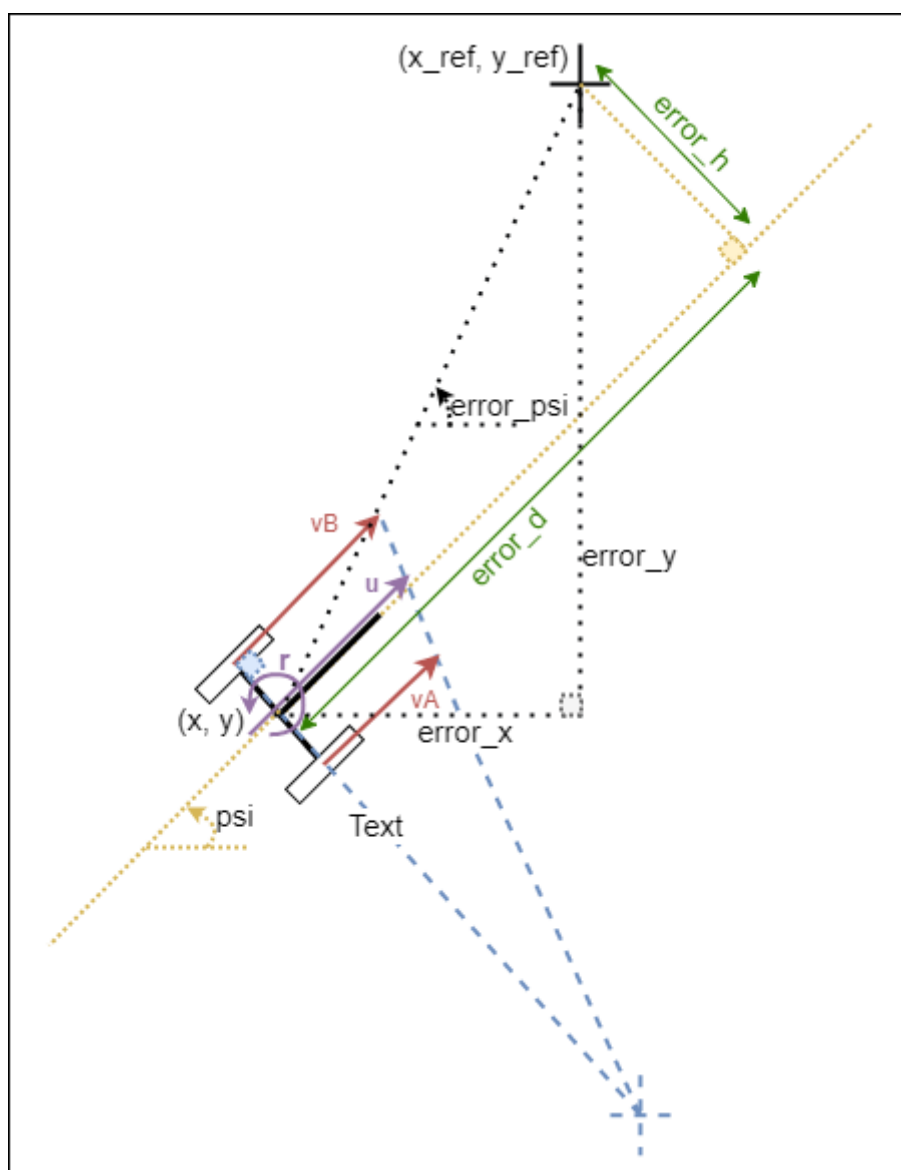 (x_ref, y_ref)
error_h
error_psi
vB
error_d
error_y
u
r
vA
(x, y)
error_x
psi
Text